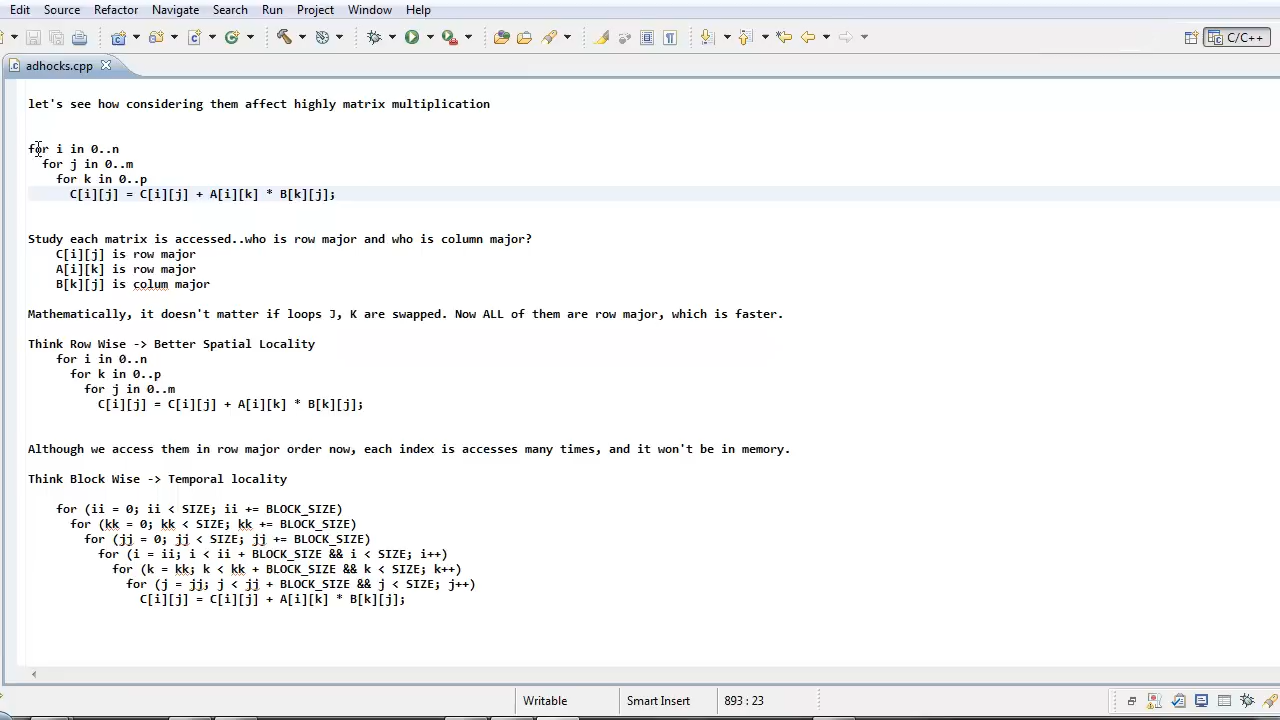 Edit Source Refactor Navigate Search Run Project Window Help
C/C++
adhocks.cpp
let's see how considering them affect highly matrix multiplication
for i in 0..n
for j in 0..m
for k in 0..p
C[i][j] = C[i][j] + A[i][k] * B[k][j];
Study each matrix is accessed..who is row major and who is column major?
C[i][j] is row major
A[i][k] is row major
B[k][j] is colum major
Mathematically, it doesn't matter if loops J, K are swapped. Now ALL of them are row major, which is faster.
Think Row Wise -> Better Spatial Locality
for i in 0..n
for k in 0..p
for j in 0..m
C[i][j] = C[i][j] + A[i][k] * B[k][j];
Although we access them in row major order now, each index is accesses many times, and it won't be in memory.
Think Block Wise -> Temporal locality
for (ii = 0; ii < SIZE; ii += BLOCK_SIZE)
for (kk = 0; kk < SIZE; kk += BLOCK_SIZE)
for (jj = 0; jj < SIZE; jj += BLOCK_SIZE)
for (i = ii; i < ii + BLOCK_SIZE && i < SIZE; i++)
for (k = kk; k < kk + BLOCK_SIZE && k < SIZE; k++)
for (j = jj; j < jj + BLOCK_SIZE && j < SIZE; j++)
C[i][j] = C[i][j] + A[i][k] * B[k][j];
Writable Smart Insert 893 : 23